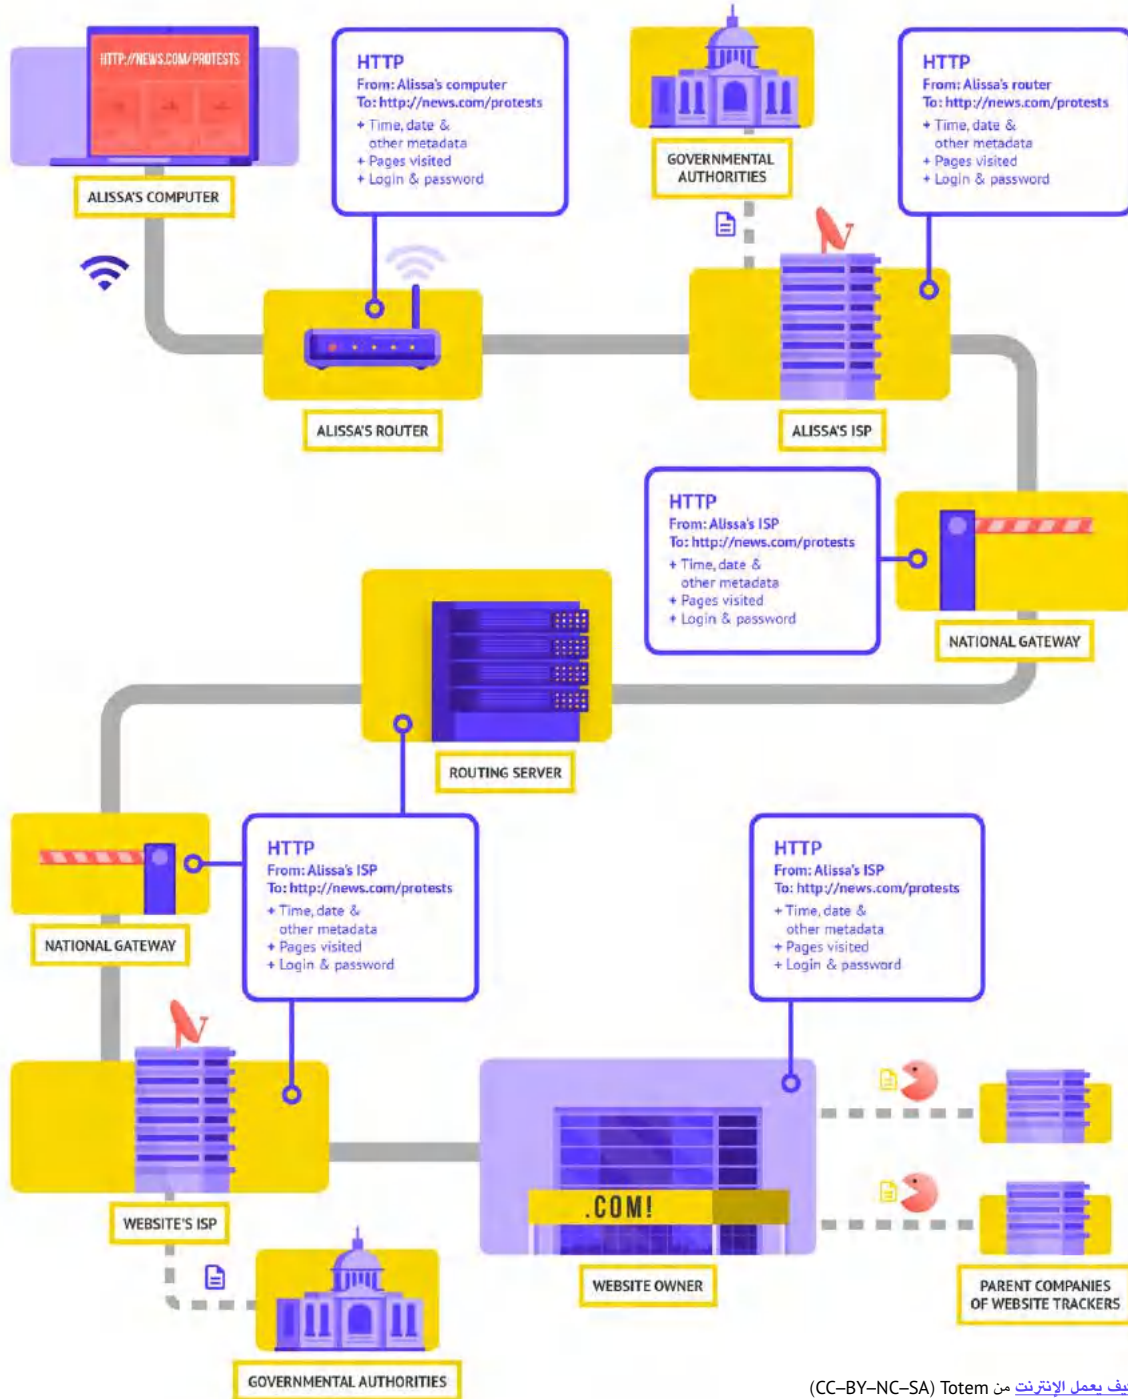 HTTP://NEWS.COM/PROTESTS
ALISSA'S COMPUTER
HTTP
From: Alissa's computer
To: http://news.com/protests
+ Time, date &
other metadata
+ Pages visited
+ Login & password
GOVERNMENTAL
AUTHORITIES
HTTP
From: Alissa's router
To: http://news.com/protests
+ Time, date &
other metadata
+ Pages visited
+ Login & password
ALISSA'S ROUTER
ALISSA'S ISP
HTTP
From: Alissa's ISP
To: http://news.com/protests
+ Time, date &
other metadata
+ Pages visited
+ Login & password
NATIONAL GATEWAY
ROUTING SERVER
HTTP
From: Alissa's ISP
To: http://news.com/protests
+ Time, date &
other metadata
+ Pages visited
+ Login & password
NATIONAL GATEWAY
HTTP
From: Alissa's ISP
To: http://news.com/protests
+ Time, date &
other metadata
+ Pages visited
+ Login & password
WEBSITE'S ISP
.COM!
WEBSITE OWNER
PARENT COMPANIES
OF WEBSITE TRACKERS
GOVERNMENTAL AUTHORITIES
كيف يعمل الإنترنت من Totem (CC–BY–NC–SA)